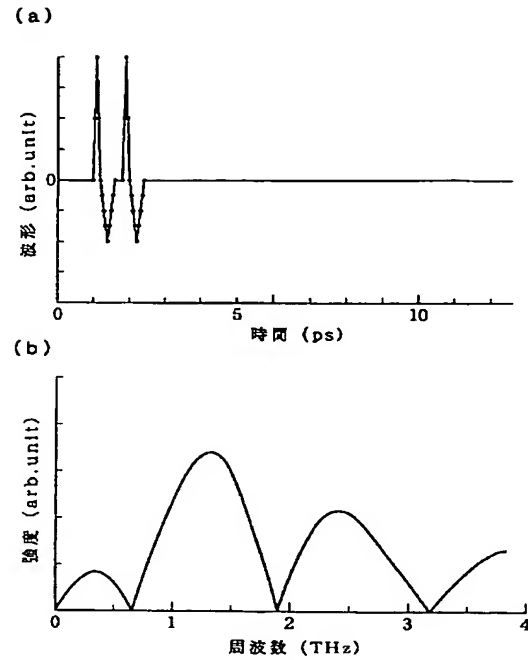 (a)
波形 (arb.unit)
0
0 5 10
時間 (ps)
(b)
強度 (arb.unit)
0 1 2 3 4
周波数 (THz)